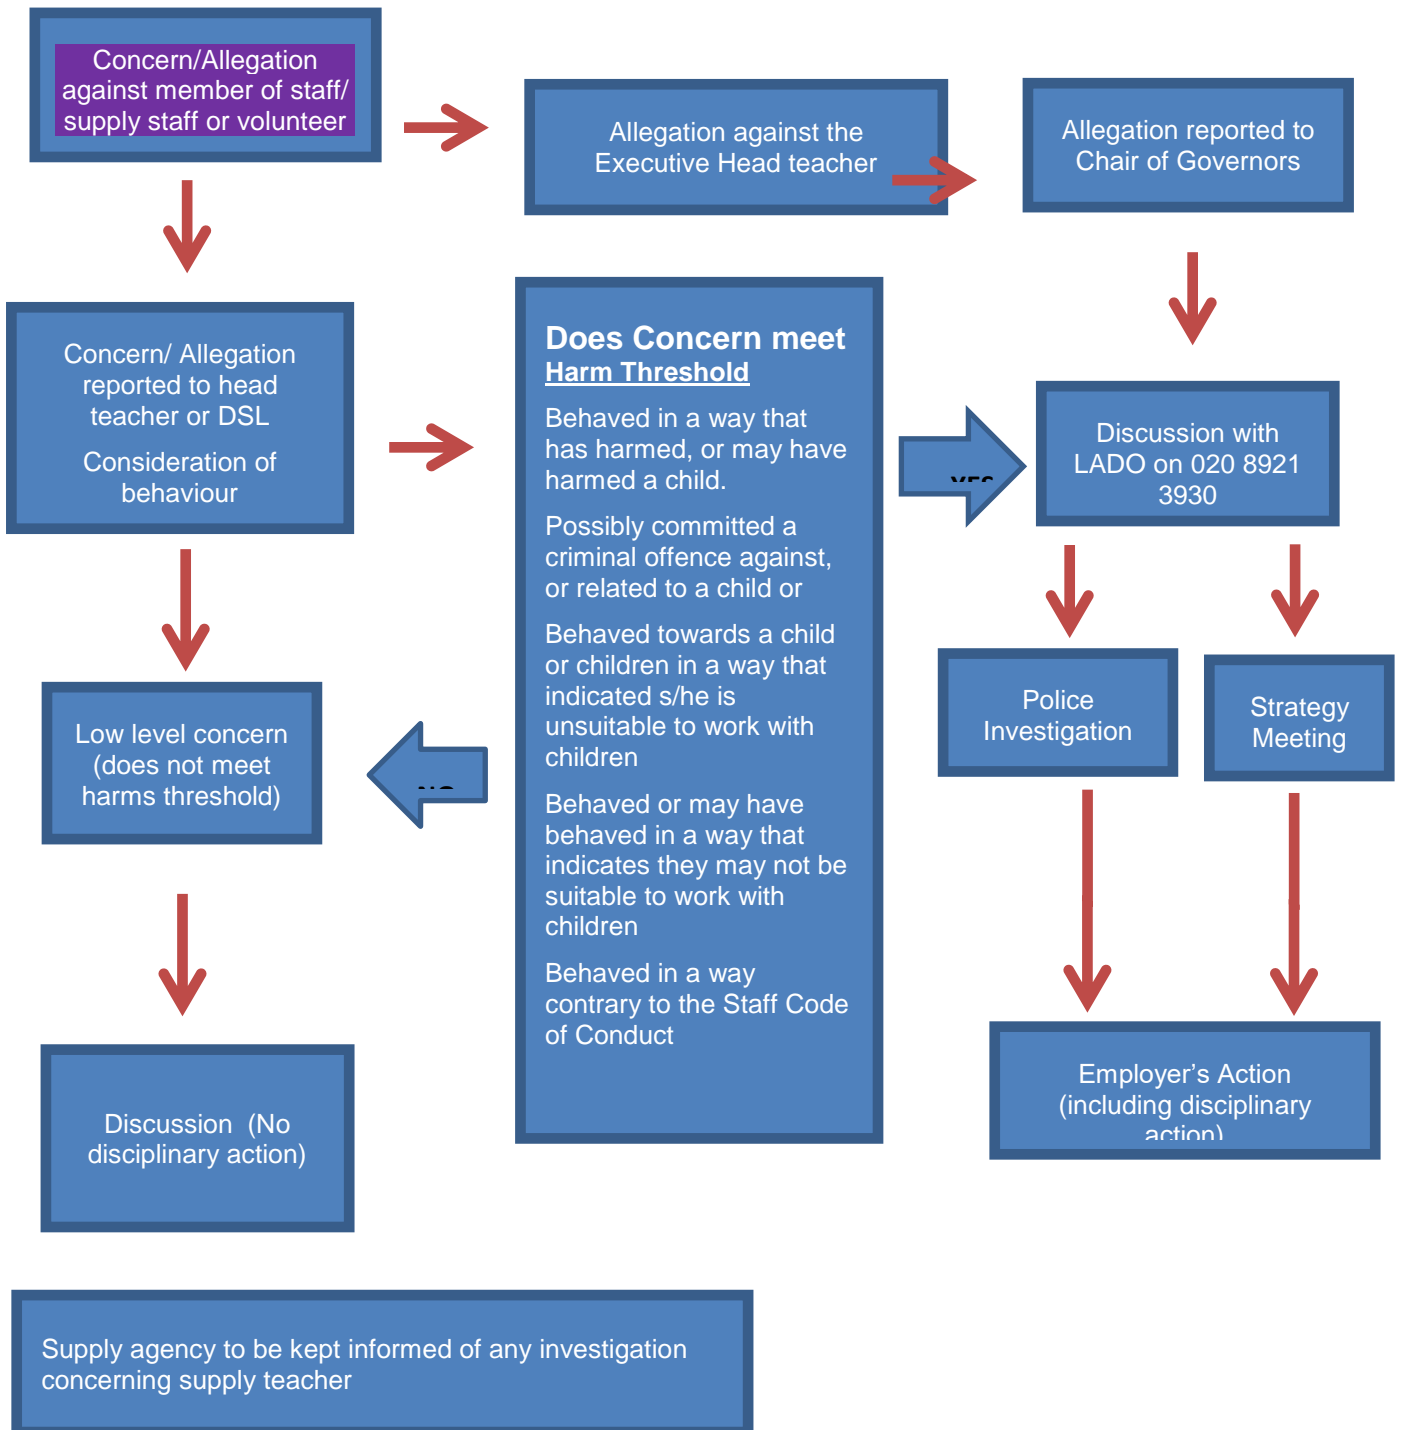 Concern/Allegation
against member of staff/
supply staff or volunteer
Allegation against the
Executive Head teacher
Allegation reported to
Chair of Governors
Concern/ Allegation
reported to head
teacher or DSL
Consideration of
behaviour
Does Concern meet
Harm Threshold
Behaved in a way that
has harmed, or may have
harmed a child.
Possibly committed a
criminal offence against,
or related to a child or
Behaved towards a child
or children in a way that
indicated s/he is
unsuitable to work with
children
Behaved or may have
behaved in a way that
indicates they may not be
suitable to work with
children
Behaved in a way
contrary to the Staff Code
of Conduct
YES
Discussion with
LADO on 020 8921
3930
Police
Investigation
Strategy
Meeting
Low level concern
(does not meet
harms threshold)
NO
Discussion  (No
disciplinary action)
Employer’s Action
(including disciplinary
action)
Supply agency to be kept informed of any investigation
concerning supply teacher